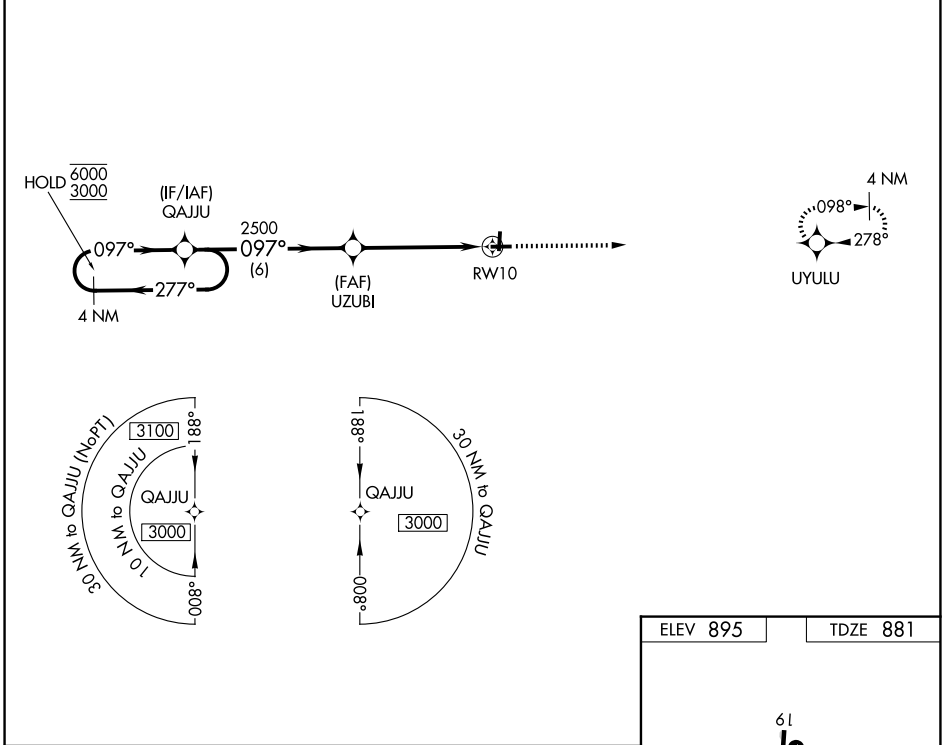 HOLD 6000
3000
(IF/IAF)
QAJJU
097°
277°
4 NM
2500
097°
(6)
(FAF)
UZUBI
RW10
4 NM
098°
278°
UYULU
30 NM to QAJJU (NoPT)
3100
188°
10 NM to QAJJU
QAJJU
3000
008°
188°
30 NM to QAJJU
QAJJU
3000
008°
ELEV 895
TDZE 881
19